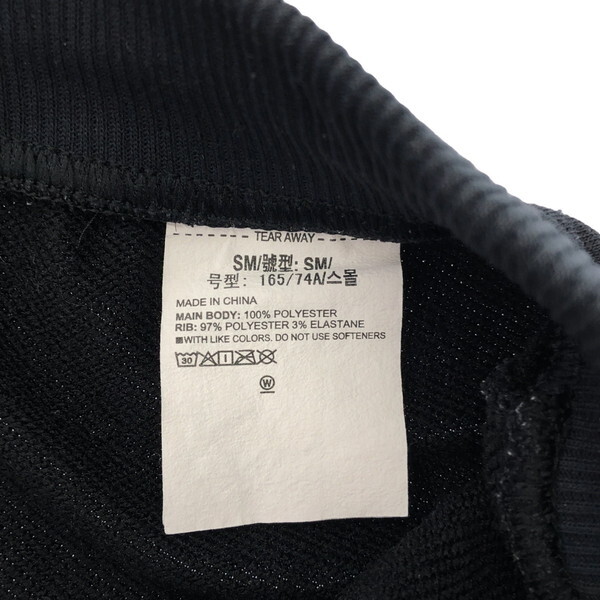 TEAR AWAY
SM/號型: SM/
号型: 165/74A/스몰
MADE IN CHINA
MAIN BODY: 100% POLYESTER
RIB: 97% POLYESTER 3% ELASTANE
■WITH LIKE COLORS. DO NOT USE SOFTENERS
30
W